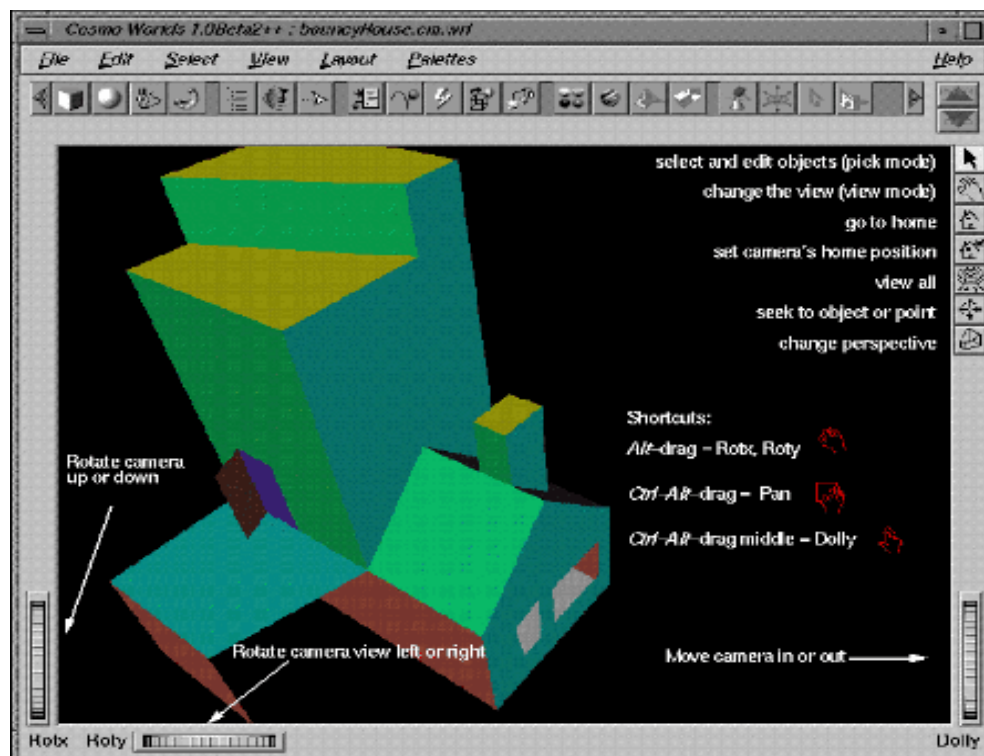 Cosmo Worlds 1.0Beta2++ : bouncyHouse.cm.wrl
File Edit Select View Layout Palettes Help
select and edit objects (pick mode)
change the view (view mode)
go to home
set camera's home position
view all
seek to object or point
change perspective
Shortcuts:
Alt-drag = Rotx, Roty
Ctrl-Alt-drag = Pan
Ctrl-Alt-drag middle = Dolly
Rotate camera
up or down
Rotate camera view left or right
Move camera in or out
Rotx Roty Dolly